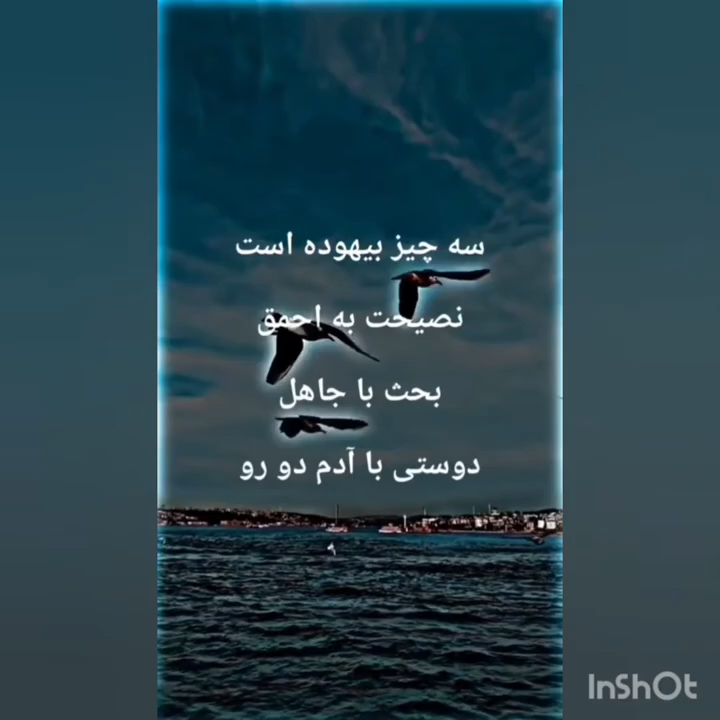 سه چیز بیهوده است
نصیحت به احمق
بحث با جاهل
دوستی با آدم دو رو
InShOt